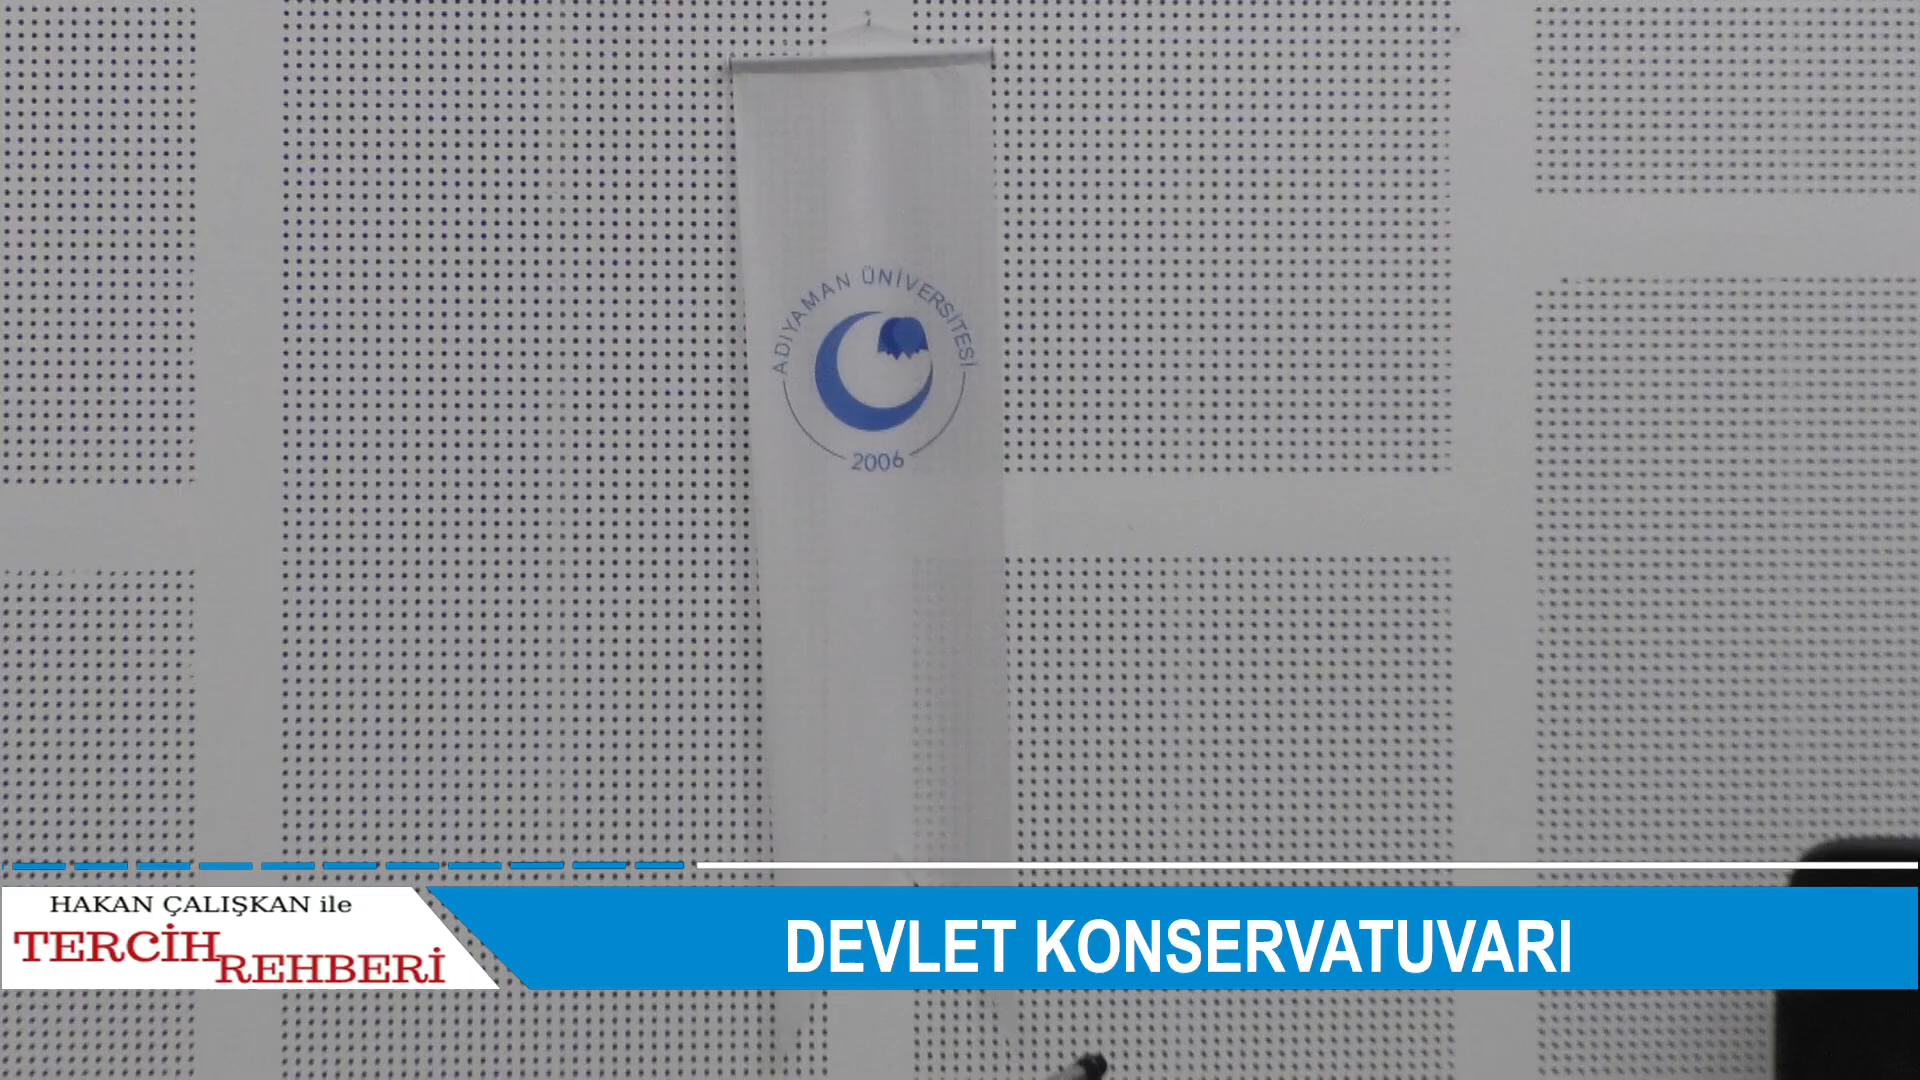 ADIYAMAN ÜNİVERSİTESİ
2006
HAKAN ÇALIŞKAN ile
TERCİH
REHBERİ
DEVLET KONSERVATUVARI